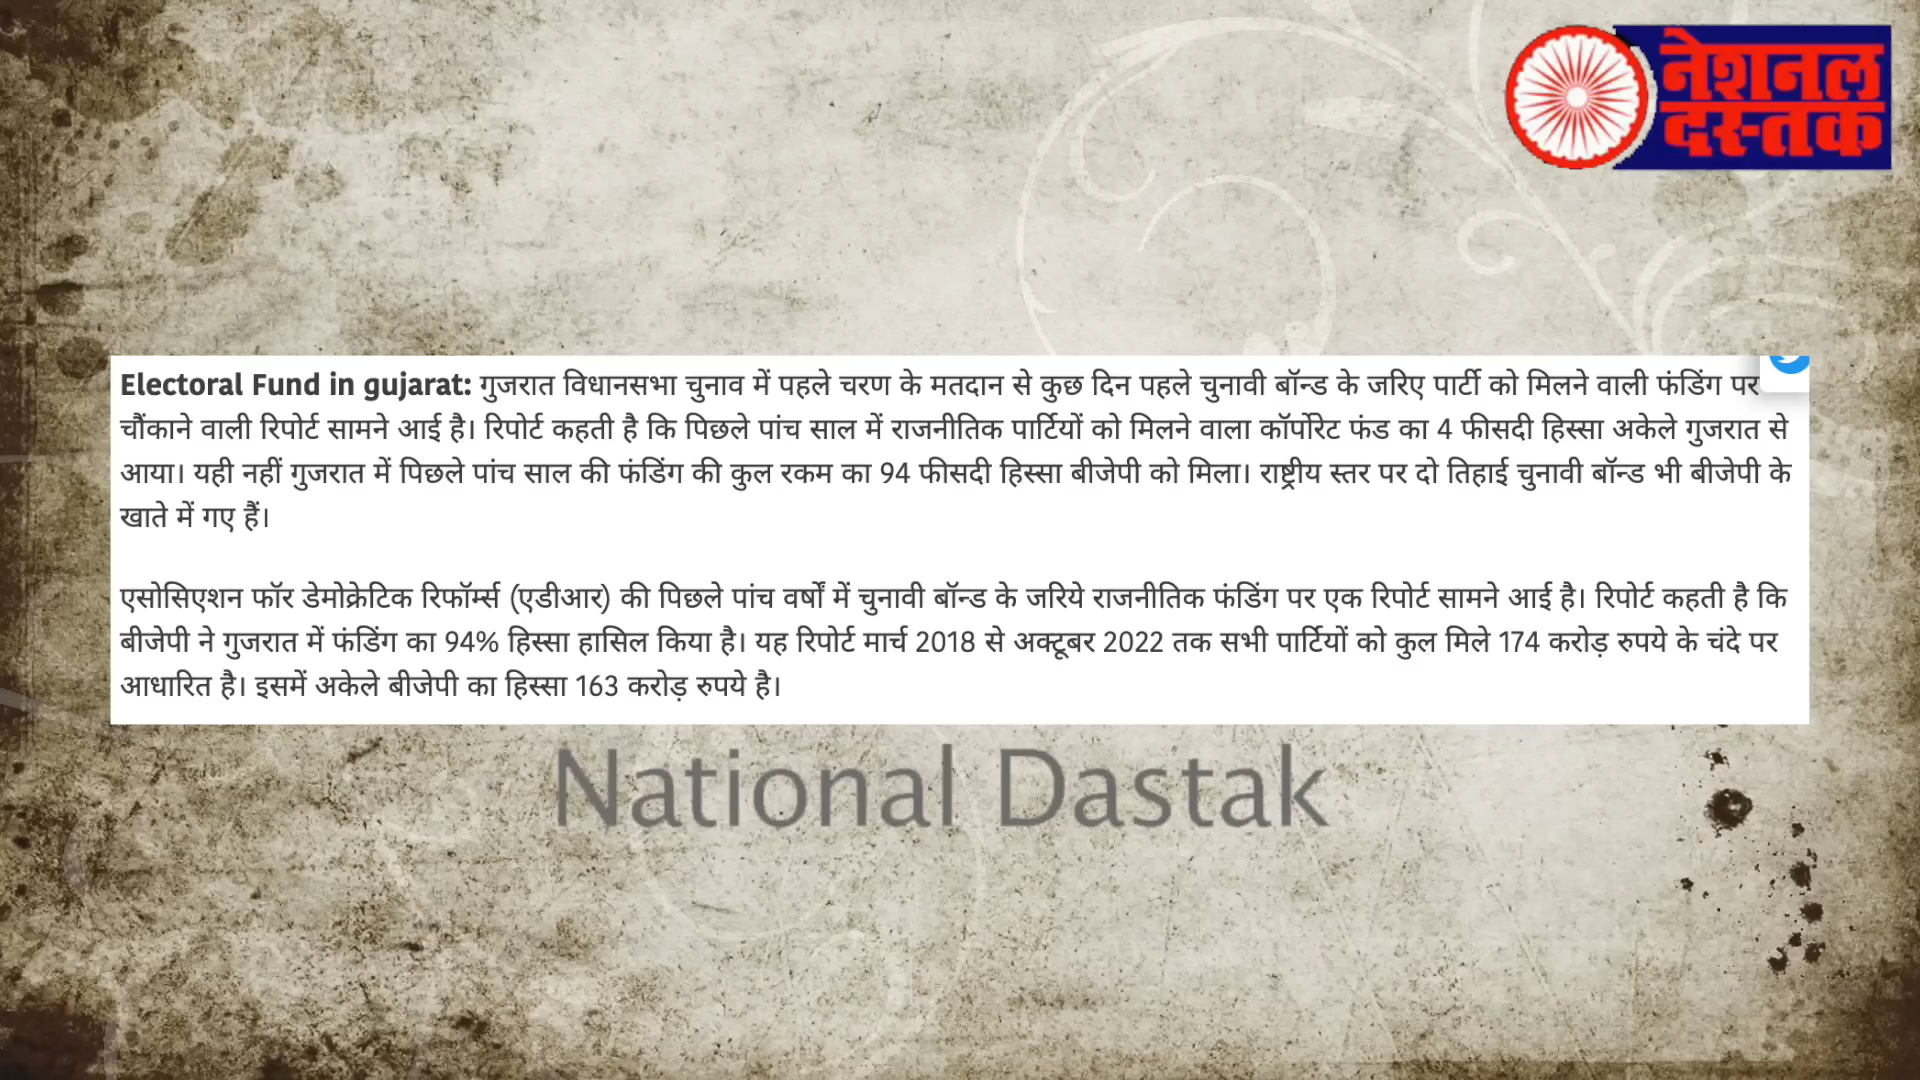 नेशनल
दस्तक
Electoral Fund in gujarat: गुजरात विधानसभा चुनाव में पहले चरण के मतदान से कुछ दिन पहले चुनावी बॉन्ड के जरिए पार्टी को मिलने वाली फंडिंग पर
चौंकाने वाली रिपोर्ट सामने आई है। रिपोर्ट कहती है कि पिछले पांच साल में राजनीतिक पार्टियों को मिलने वाला कॉर्पोरेट फंड का 4 फीसदी हिस्सा अकेले गुजरात से
आया। यही नहीं गुजरात में पिछले पांच साल की फंडिंग की कुल रकम का 94 फीसदी हिस्सा बीजेपी को मिला। राष्ट्रीय स्तर पर दो तिहाई चुनावी बॉन्ड भी बीजेपी के
खाते में गए हैं।
एसोसिएशन फॉर डेमोक्रेटिक रिफॉर्म्स (एडीआर) की पिछले पांच वर्षों में चुनावी बॉन्ड के जरिये राजनीतिक फंडिंग पर एक रिपोर्ट सामने आई है। रिपोर्ट कहती है कि
बीजेपी ने गुजरात में फंडिंग का 94% हिस्सा हासिल किया है। यह रिपोर्ट मार्च 2018 से अक्टूबर 2022 तक सभी पार्टियों को कुल मिले 174 करोड़ रुपये के चंदे पर
आधारित है। इसमें अकेले बीजेपी का हिस्सा 163 करोड़ रुपये है।
National Dastak